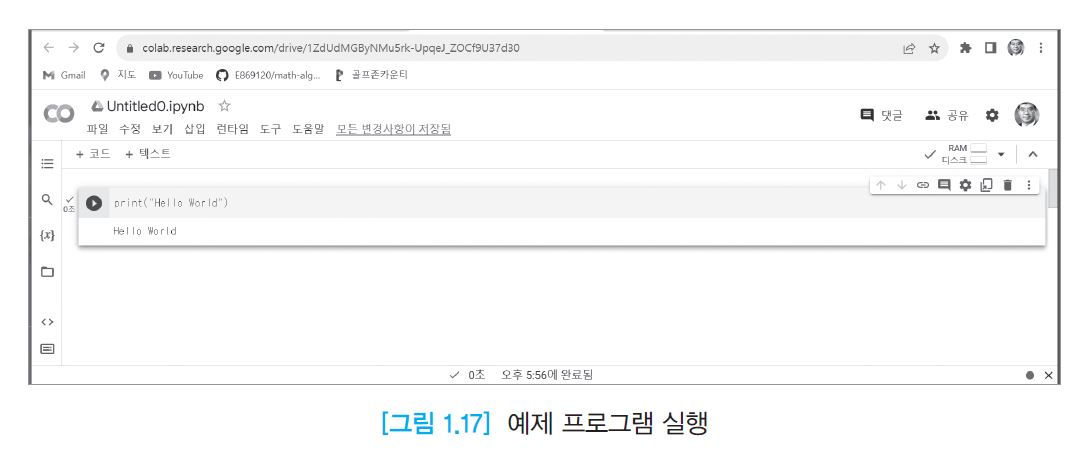 colab.research.google.com/drive/1ZdUdMGByNMu5rk-UpqeJ_ZOCf9U37d30
Gmail 지도 YouTube E869120/math-alg... 골프존카운티
CO Untitled0.ipynb
댓글 공유
파일 수정 보기 삽입 런타임 도구 도움말 모든 변경사항이 저장됨
+ 코드 + 텍스트
RAM
디스크
0초
print("Hello World")
Hello World
{x}
0초 오후 5:56에 완료됨
[그림 1.17] 예제 프로그램 실행